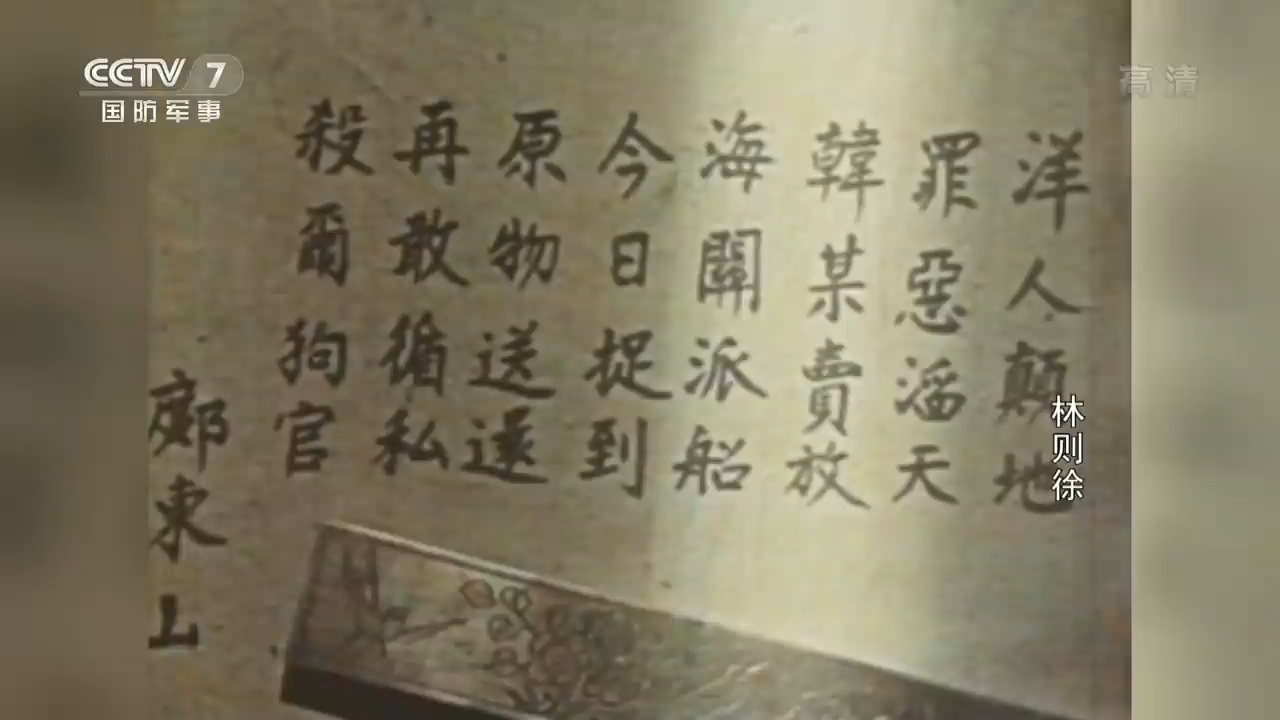 CCTV 7
国防军事
高清
洋人顛地
罪惡滔天
韓某賣放
海關派船
今日捉到
原物送還
再敢循私
殺爾狗官
鄺東山
林则徐